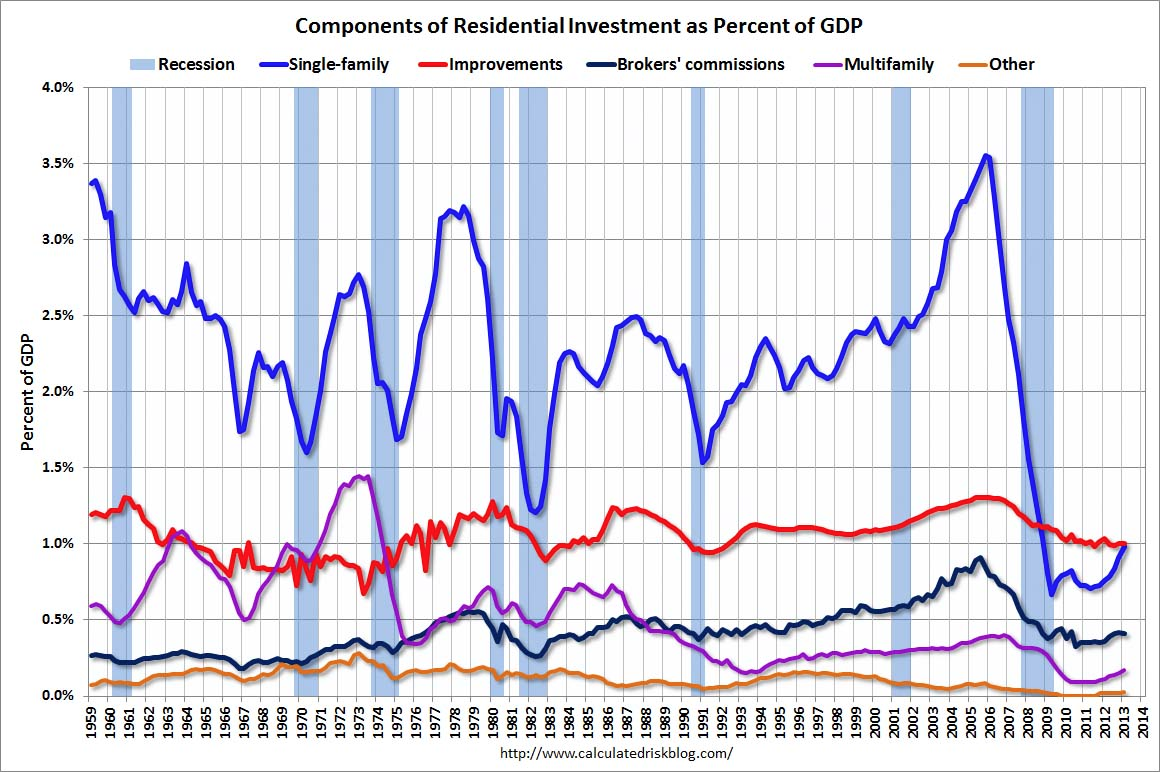 Components of Residential Investment as Percent of GDP
Recession Single-family Improvements Brokers' commissions Multifamily Other
4.0%
3.5%
3.0%
2.5%
2.0%
1.5%
1.0%
0.5%
0.0%
Percent of GDP
1959 1960 1961 1962 1963 1964 1965 1966 1967 1968 1969 1970 1971 1972 1973 1974 1975 1976 1977 1978 1979 1980 1981 1982 1983 1984 1985 1986 1987 1988 1989 1990 1991 1992 1993 1994 1995 1996 1997 1998 1999 2000 2001 2002 2003 2004 2005 2006 2007 2008 2009 2010 2011 2012 2013 2014
http://www.calculatedriskblog.com/